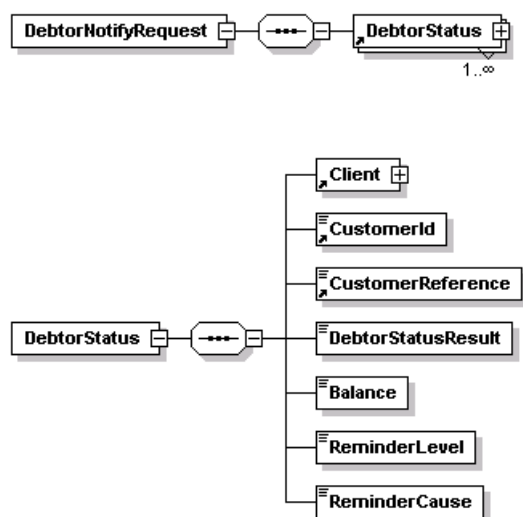 DebtorNotifyRequest
DebtorStatus
1..∞
Client
CustomerId
CustomerReference
DebtorStatus
DebtorStatusResult
Balance
ReminderLevel
ReminderCause